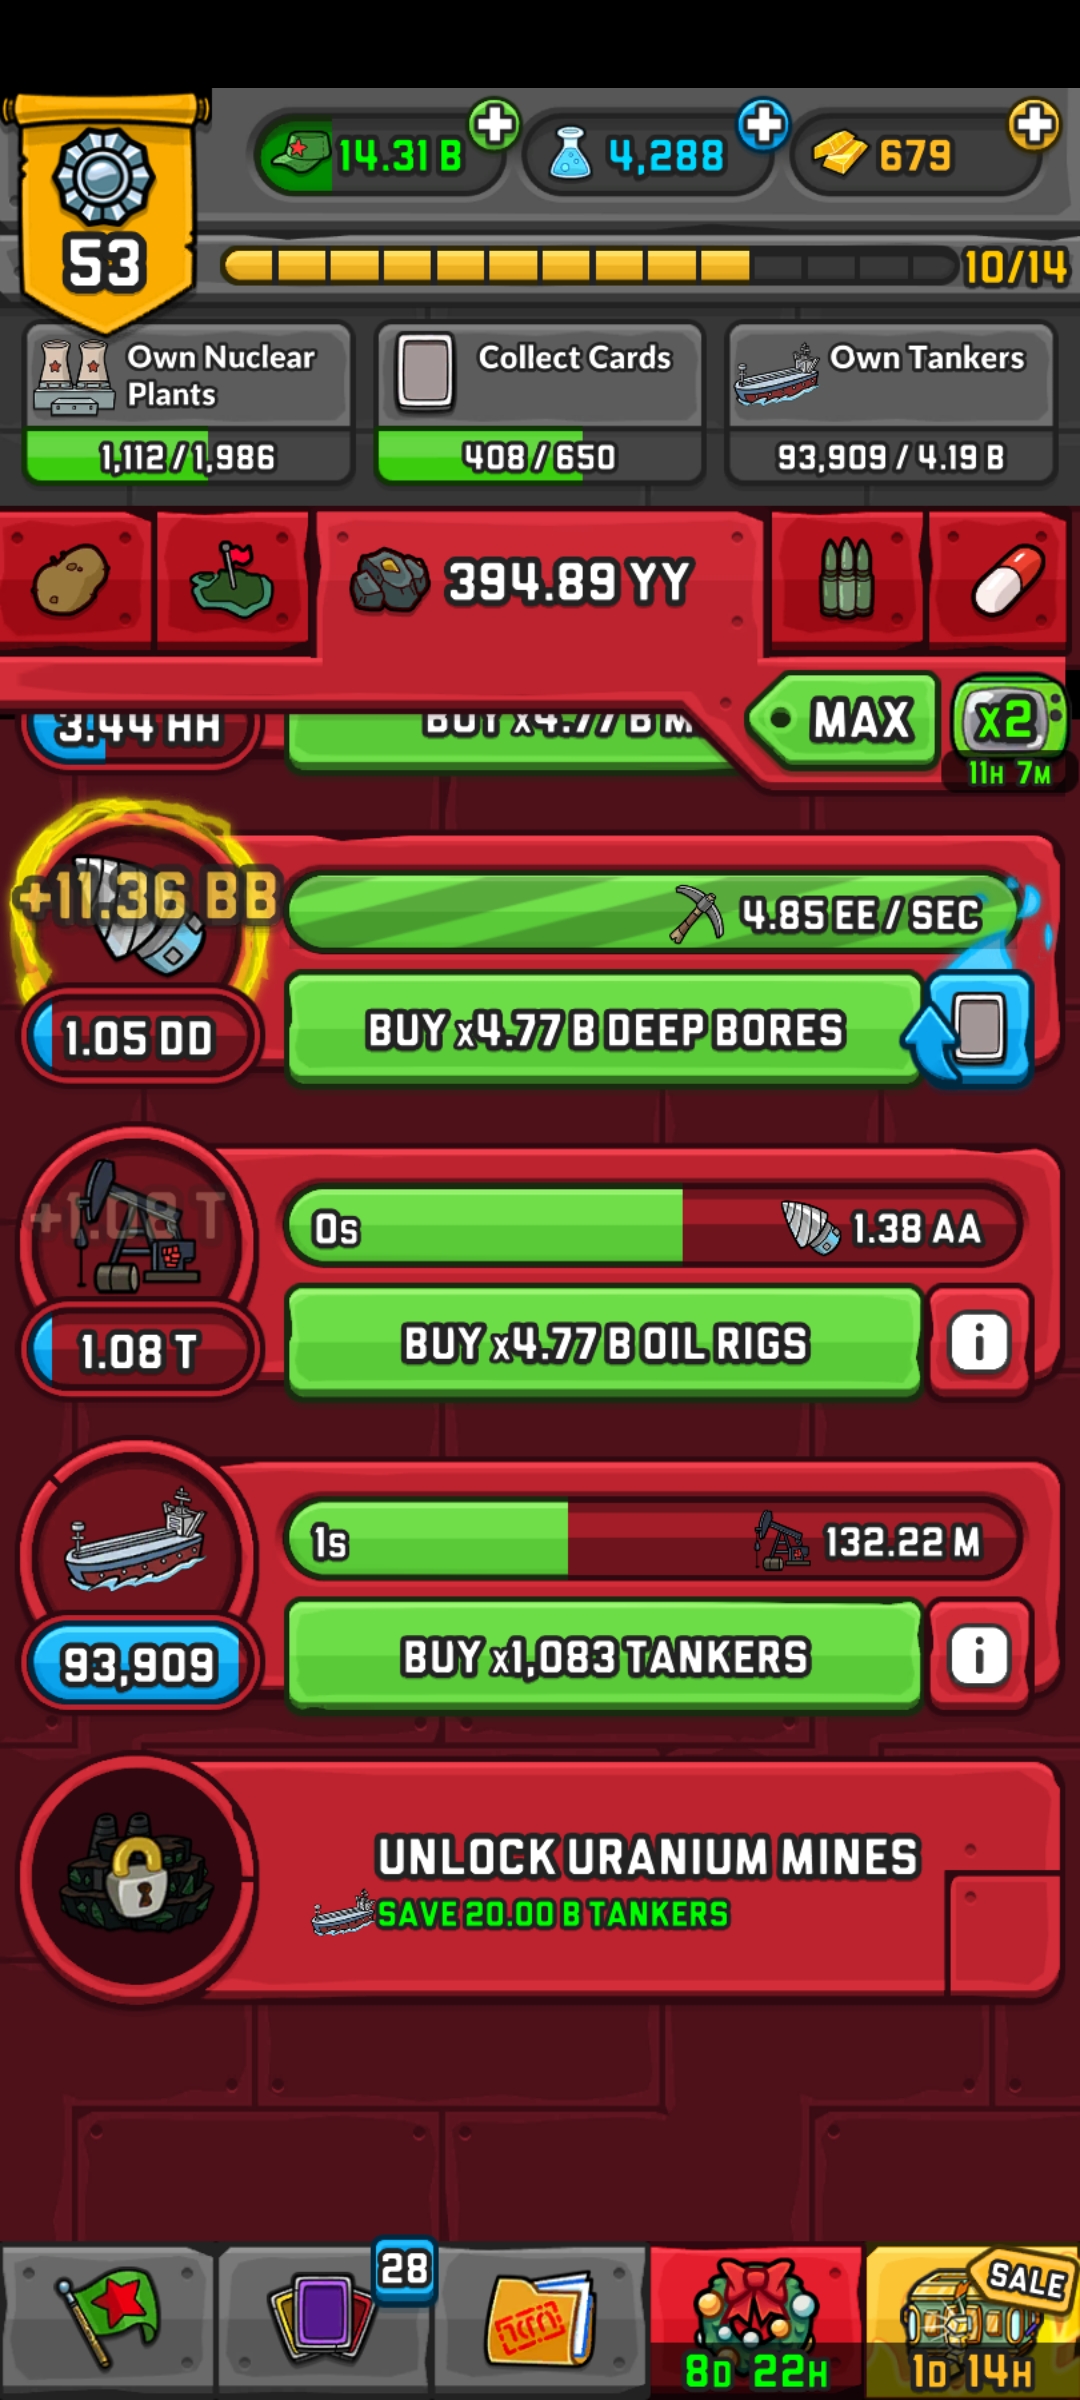 53
14.31 B
4,288
679
10/14
Own Nuclear
Plants
1,112 / 1,986
Collect Cards
408 / 650
Own Tankers
93,909 / 4.19 B
394.89 YY
MAX
x2
11H 7M
3.44 HH
BUY x4.77 B M
+11.36 BB
4.85 EE / SEC
1.05 DD
BUY x4.77 B DEEP BORES
+1.08 T
0s
1.38 AA
1.08 T
BUY x4.77 B OIL RIGS
i
1s
132.22 M
93,909
BUY x1,083 TANKERS
i
UNLOCK URANIUM MINES
SAVE 20.00 B TANKERS
28
SALE
8D 22H
1D 14H